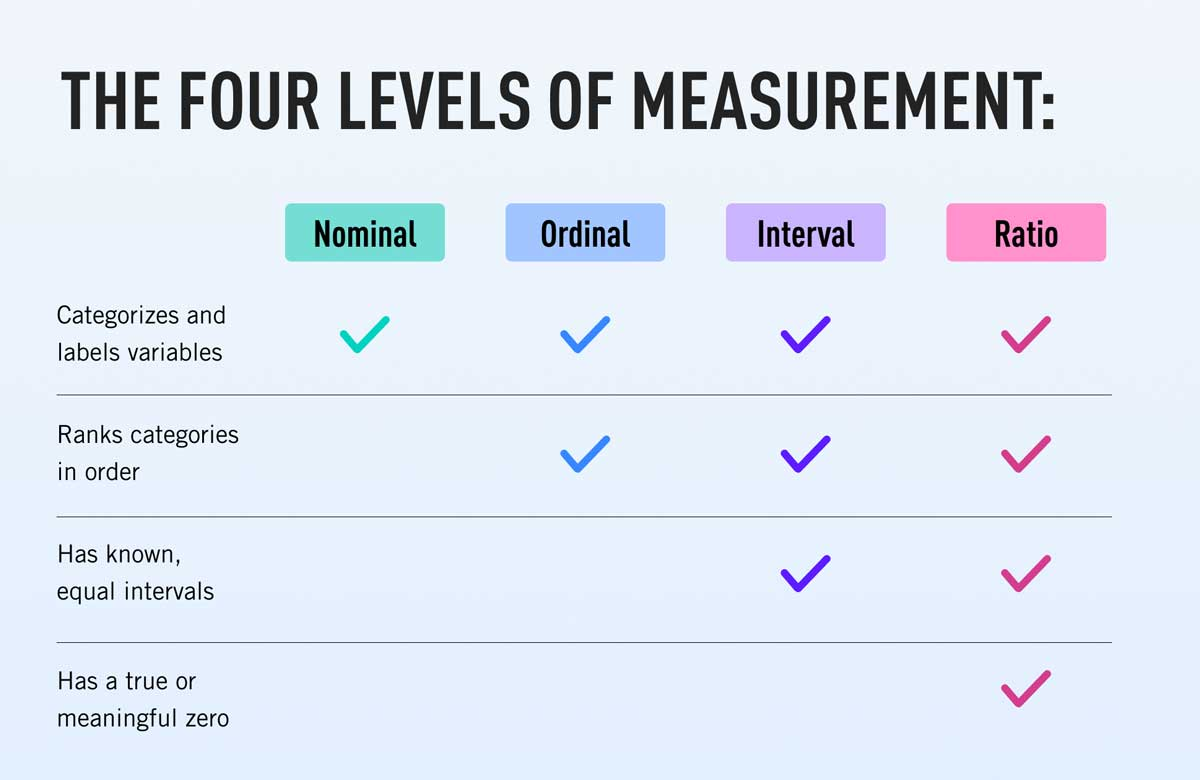 THE FOUR LEVELS OF MEASUREMENT:
Nominal Ordinal Interval Ratio
Categorizes and
labels variables
Ranks categories
in order
Has known,
equal intervals
Has a true or
meaningful zero